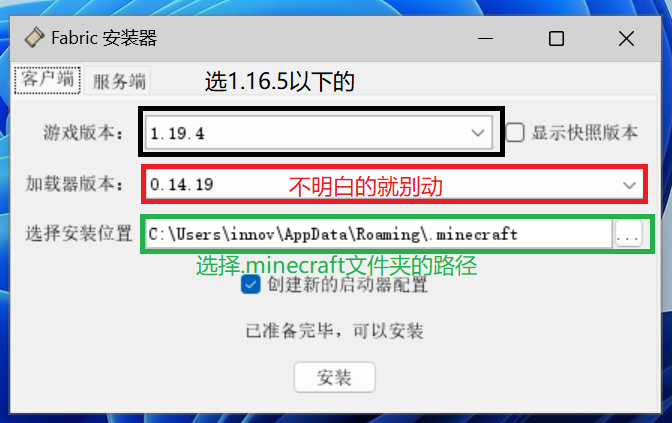 Fabric 安装器
客户端 服务端 选1.16.5以下的
游戏版本： 1.19.4 显示快照版本
加载器版本： 0.14.19 不明白的就别动
选择安装位置 C:\Users\innov\AppData\Roaming\.minecraft ...
选择.minecraft文件夹的路径
创建新的启动器配置
已准备完毕，可以安装
安装